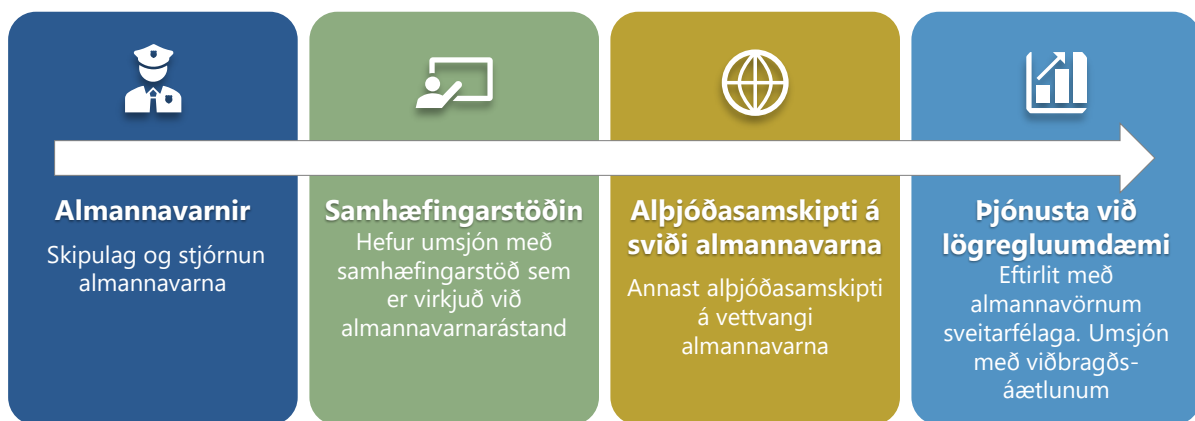 Almannavarnir
Skipulag og stjórnun
almannavarna
Samhæfingarstöðin
Hefur umsjón með
samhæfingarstöð sem
er virkjuð við
almannavarnarástand
Alþjóðasamskipti á
sviði almannavarna
Annast alþjóðasamskipti
á vettvangi
almannavarna
Þjónusta við
lögregluumdæmi
Eftirlit með
almannavörnum
sveitarfélaga. Umsjón
með viðbragðs-
áætlunum